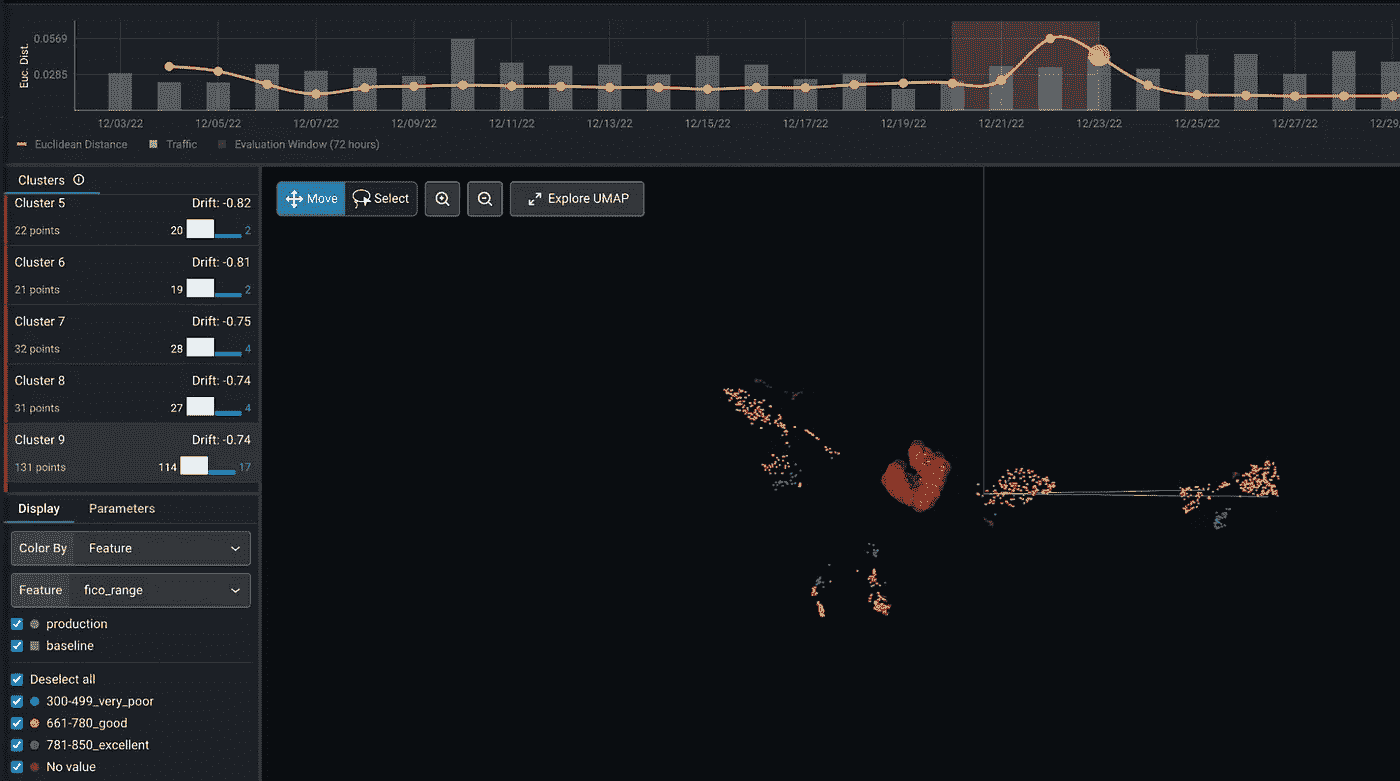 Euc. Dist.
0.0569
0.0285
12/03/22 12/05/22 12/07/22 12/09/22 12/11/22 12/13/22 12/15/22 12/17/22 12/19/22 12/21/22 12/23/22 12/25/22 12/27/22 12/29/
Euclidean Distance Traffic Evaluation Window (72 hours)
Clusters
Move Select Explore UMAP
Cluster 5 Drift: -0.82
22 points 20 2
Cluster 6 Drift: -0.81
21 points 19 2
Cluster 7 Drift: -0.75
32 points 28 4
Cluster 8 Drift: -0.74
31 points 27 4
Cluster 9 Drift: -0.74
131 points 114 17
Display Parameters
Color By Feature
Feature fico_range
production
baseline
Deselect all
300-499_very_poor
661-780_good
781-850_excellent
No value